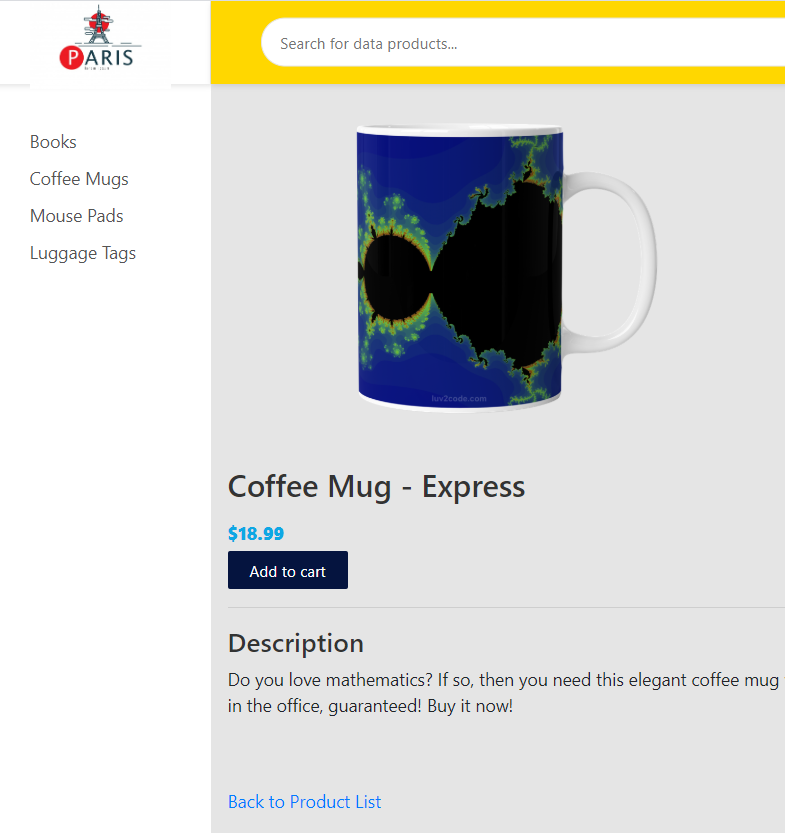 PARIS
Search for data products...
Books
Coffee Mugs
Mouse Pads
Luggage Tags
luv2code.com
Coffee Mug - Express
$18.99
Add to cart
Description
Do you love mathematics? If so, then you need this elegant coffee mug
in the office, guaranteed! Buy it now!
Back to Product List